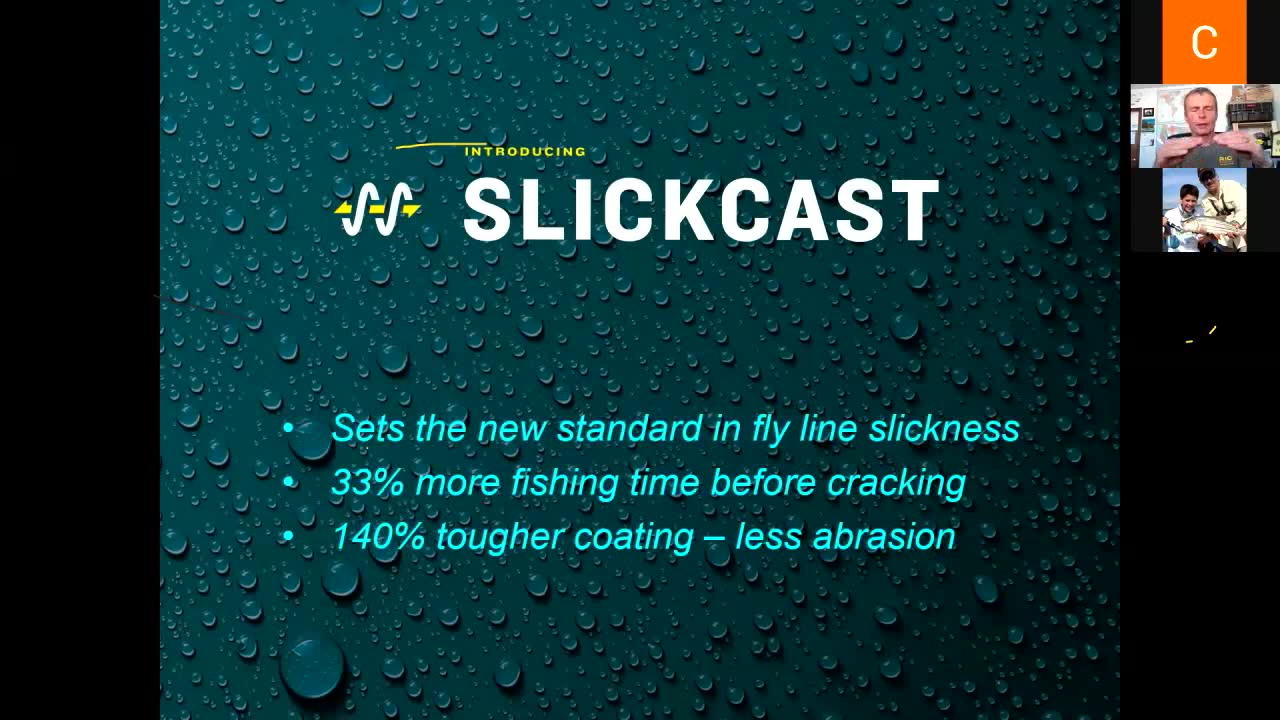 INTRODUCING
SLICKCAST
• Sets the new standard in fly line slickness
• 33% more fishing time before cracking
• 140% tougher coating – less abrasion
C
RIO